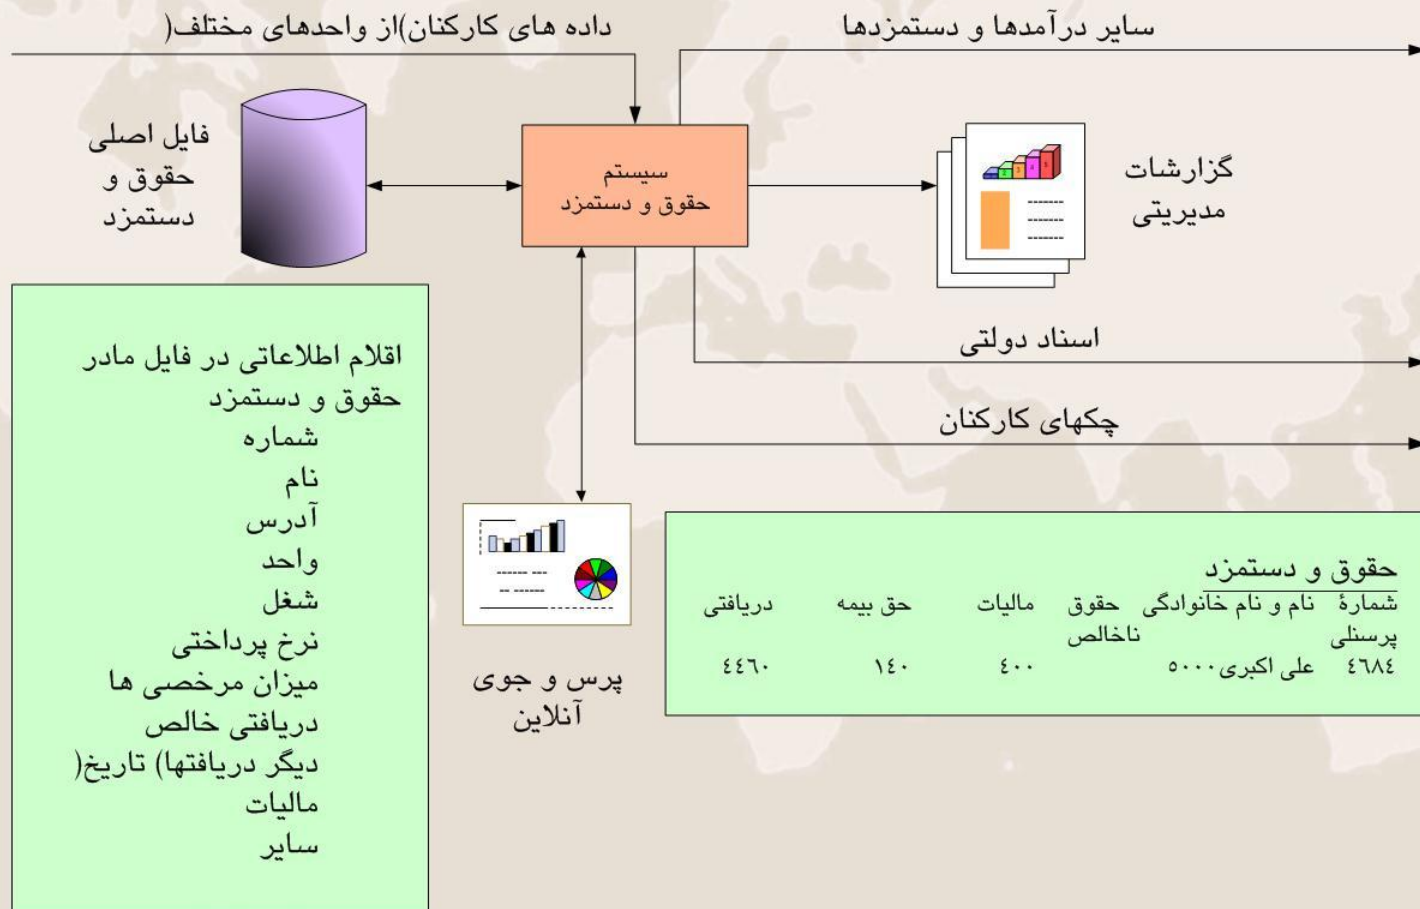 داده های کارکنان)از واحدهای مختلف(
سایر درآمدها و دستمزدها
فایل اصلی
حقوق و
دستمزد
سیستم
حقوق و دستمزد
گزارشات
مدیریتی
اسناد دولتی
چکهای کارکنان
اقلام اطلاعاتی در فایل مادر
حقوق و دستمزد
شماره
نام
آدرس
واحد
شغل
نرخ پرداختی
میزان مرخصی ها
دریافتی خالص
دیگر دریافتها) تاریخ(
مالیات
سایر
پرس و جوی
آنلاین
حقوق و دستمزد
شمارۀ نام و نام خانوادگی حقوق مالیات حق بیمه دریافتی
پرسنلی ناخالص
٤٦٨٤ علی اکبری ٥٠٠٠٠ ٤٠٠ ١٤٠ ٤٤٦٠